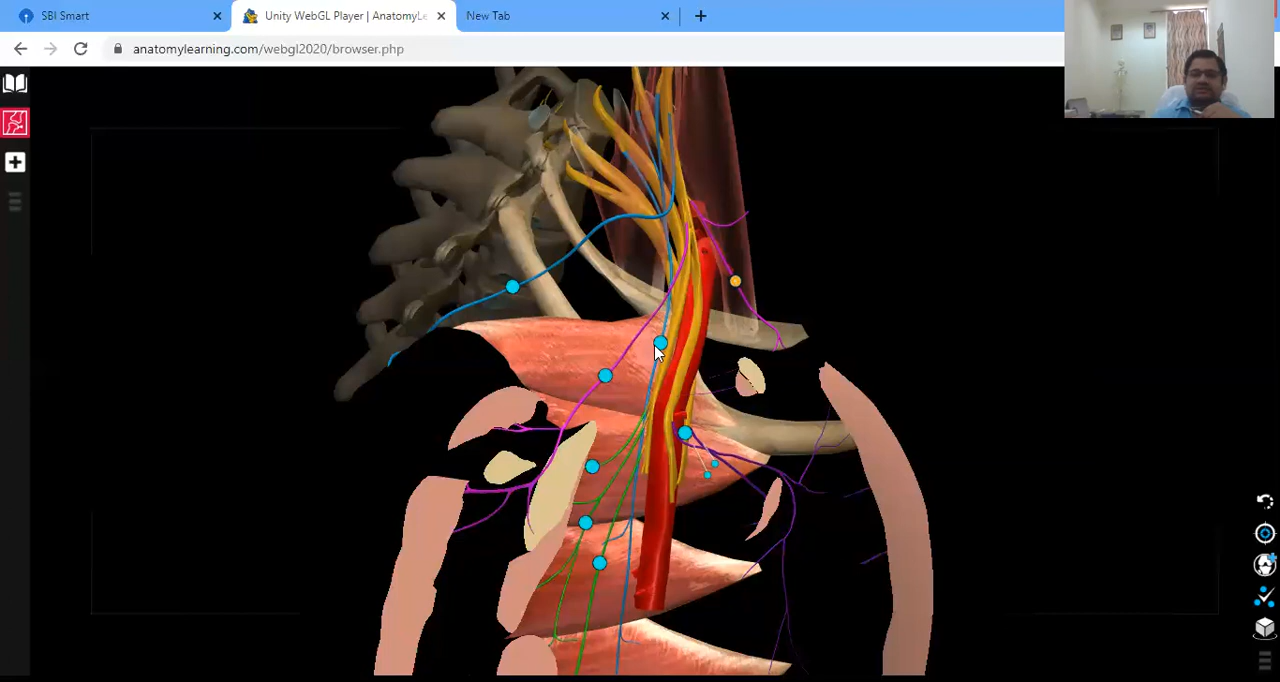 SBI Smart
Unity WebGL Player | AnatomyLe
New Tab
anatomylearning.com/webgl2020/browser.php